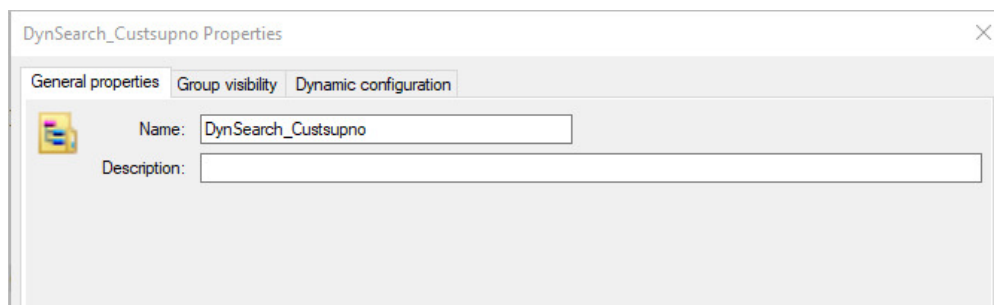 DynSearch_Custsupno Properties
General properties Group visibility Dynamic configuration
Name: DynSearch_Custsupno
Description: